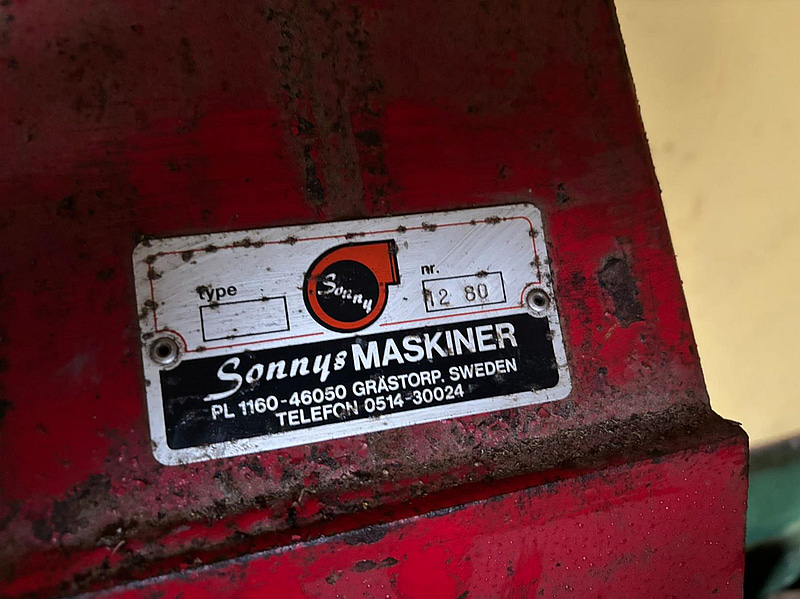 type
Sonny
nr.
12 80
Sonnys MASKINER
PL 1160-46050 GRÄSTORP. SWEDEN
TELEFON 0514-30024